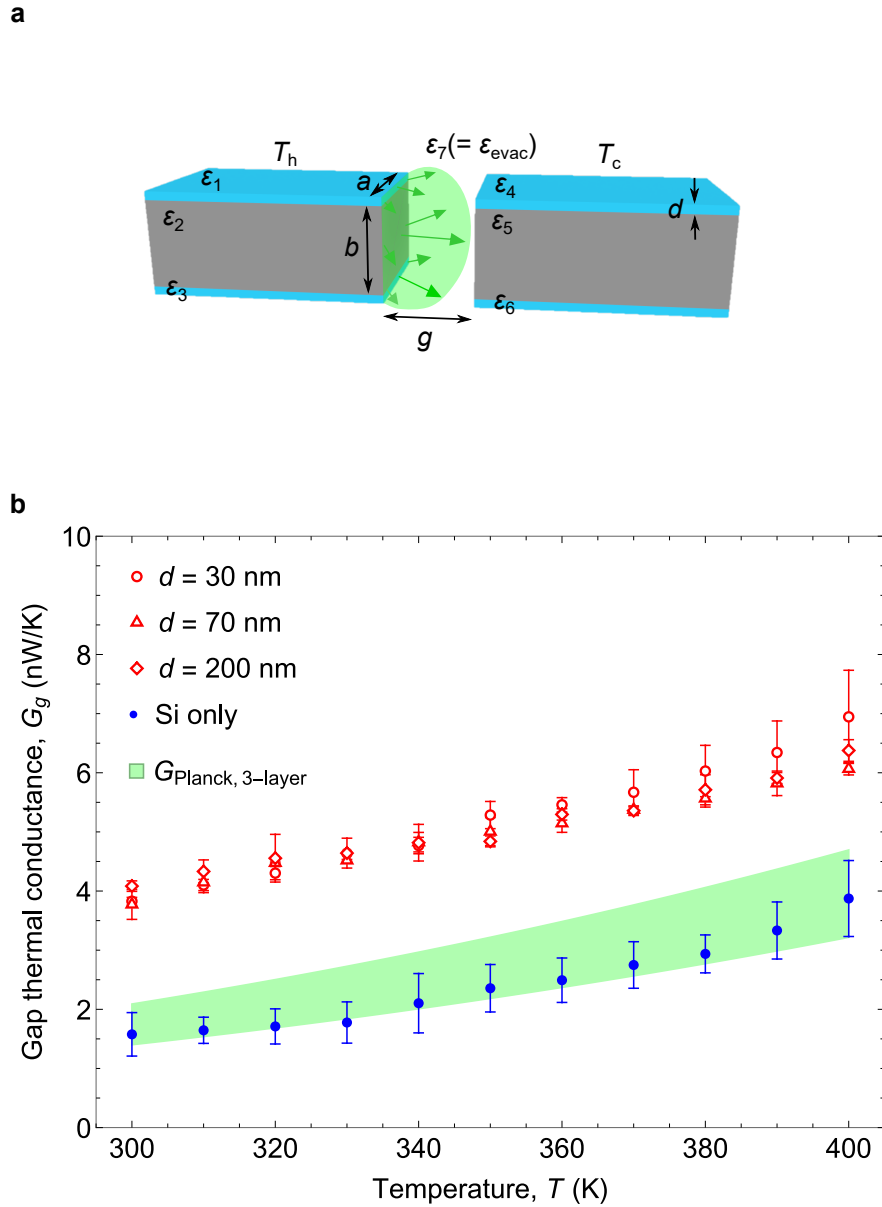 a
T_h
ε_7(= ε_evac)
T_c
ε_1
a
ε_4
d
ε_2
ε_5
b
ε_3
ε_6
g
b
10
8
6
4
2
0
Gap thermal conductance, G_g (nW/K)
d = 30 nm
d = 70 nm
d = 200 nm
Si only
G_Planck, 3–layer
300
320
340
360
380
400
Temperature, T (K)